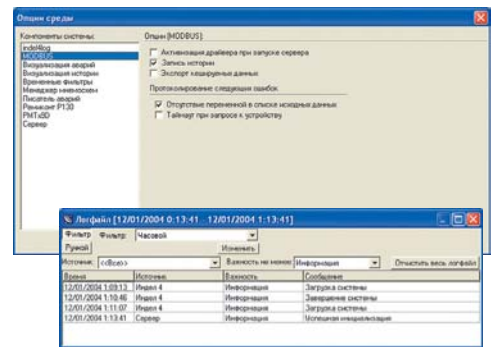 Опции среды
Компоненты системы:
Опции [MODBUS]:
indel4log
MODBUS
Визуализация аварий
Визуализация истории
Временные фильтры
Менеджер мнемосхем
Писатель аварий
Ремиконт Р130
РМТx9D
Сервер
Активизация драйвера при запуске сервера
Запись истории
Экспорт кешируемых данных
Протоколирование следующих ошибок
Отсутствие переменной в списке исходных данных
Таймаут при запросе к устройству
Логфайл [12/01/2004 0:13:41 - 12/01/2004 1:13:41]
Фильтр Фильтр: Часовой
Ручной Изменить
Источник: <<Все>> Важность не менее: Информация Очистить весь логфайл
Время Источник Важность Сообщение
12/01/2004 1:09:13 Индел 4 Информация Загрузка системы
12/01/2004 1:10:46 Индел 4 Информация Завершение системы
12/01/2004 1:11:07 Индел 4 Информация Загрузка системы
12/01/2004 1:13:41 Сервер Информация Успешная инициализация